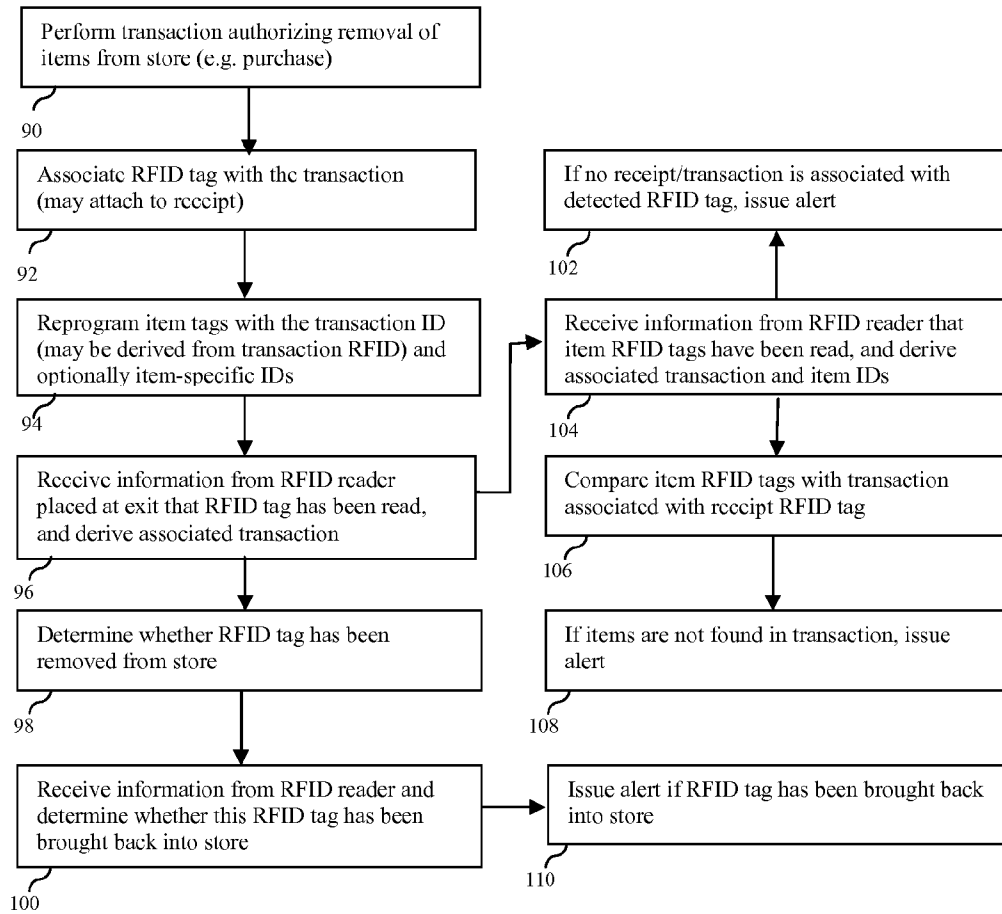 Perform transaction authorizing removal of
items from store (e.g. purchase)
90
Associate RFID tag with the transaction
(may attach to receipt)
92
Reprogram item tags with the transaction ID
(may be derived from transaction RFID) and
optionally item-specific IDs
94
Receive information from RFID reader
placed at exit that RFID tag has been read,
and derive associated transaction
96
Determine whether RFID tag has been
removed from store
98
Receive information from RFID reader and
determine whether this RFID tag has been
brought back into store
100
If no receipt/transaction is associated with
detected RFID tag, issue alert
102
Receive information from RFID reader that
item RFID tags have been read, and derive
associated transaction and item IDs
104
Compare item RFID tags with transaction
associated with receipt RFID tag
106
If items are not found in transaction, issue
alert
108
Issue alert if RFID tag has been brought back
into store
110